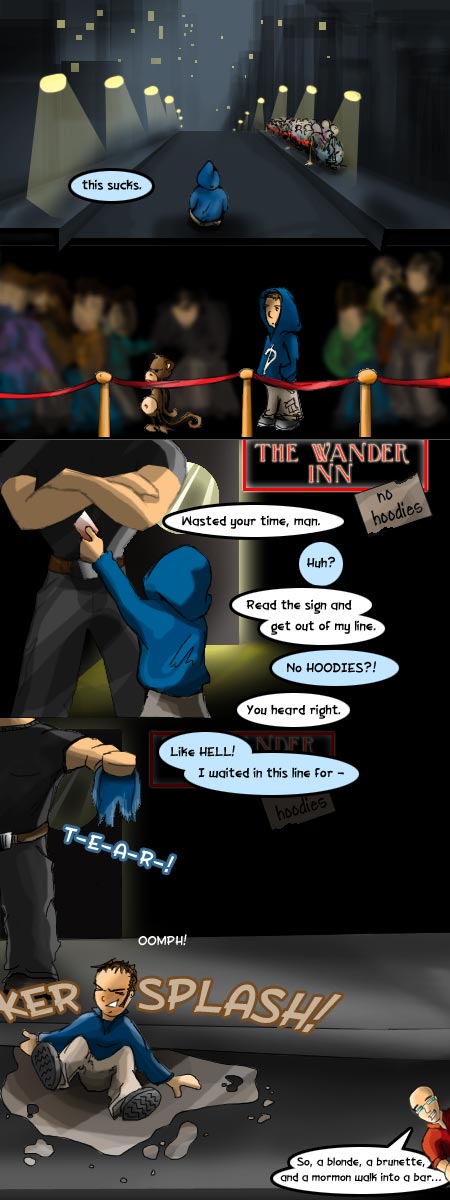 this sucks.
THE WANDER
INN
no
hoodies
Wasted your time, man.
Huh?
Read the sign and
get out of my line.
No HOODIES?!
You heard right.
Like HELL!
I waited in this line for –
WANDER
hoodies
T-E-A-R-!
OOMPH!
KER SPLASH!
So, a blonde, a brunette,
and a mormon walk into a bar...